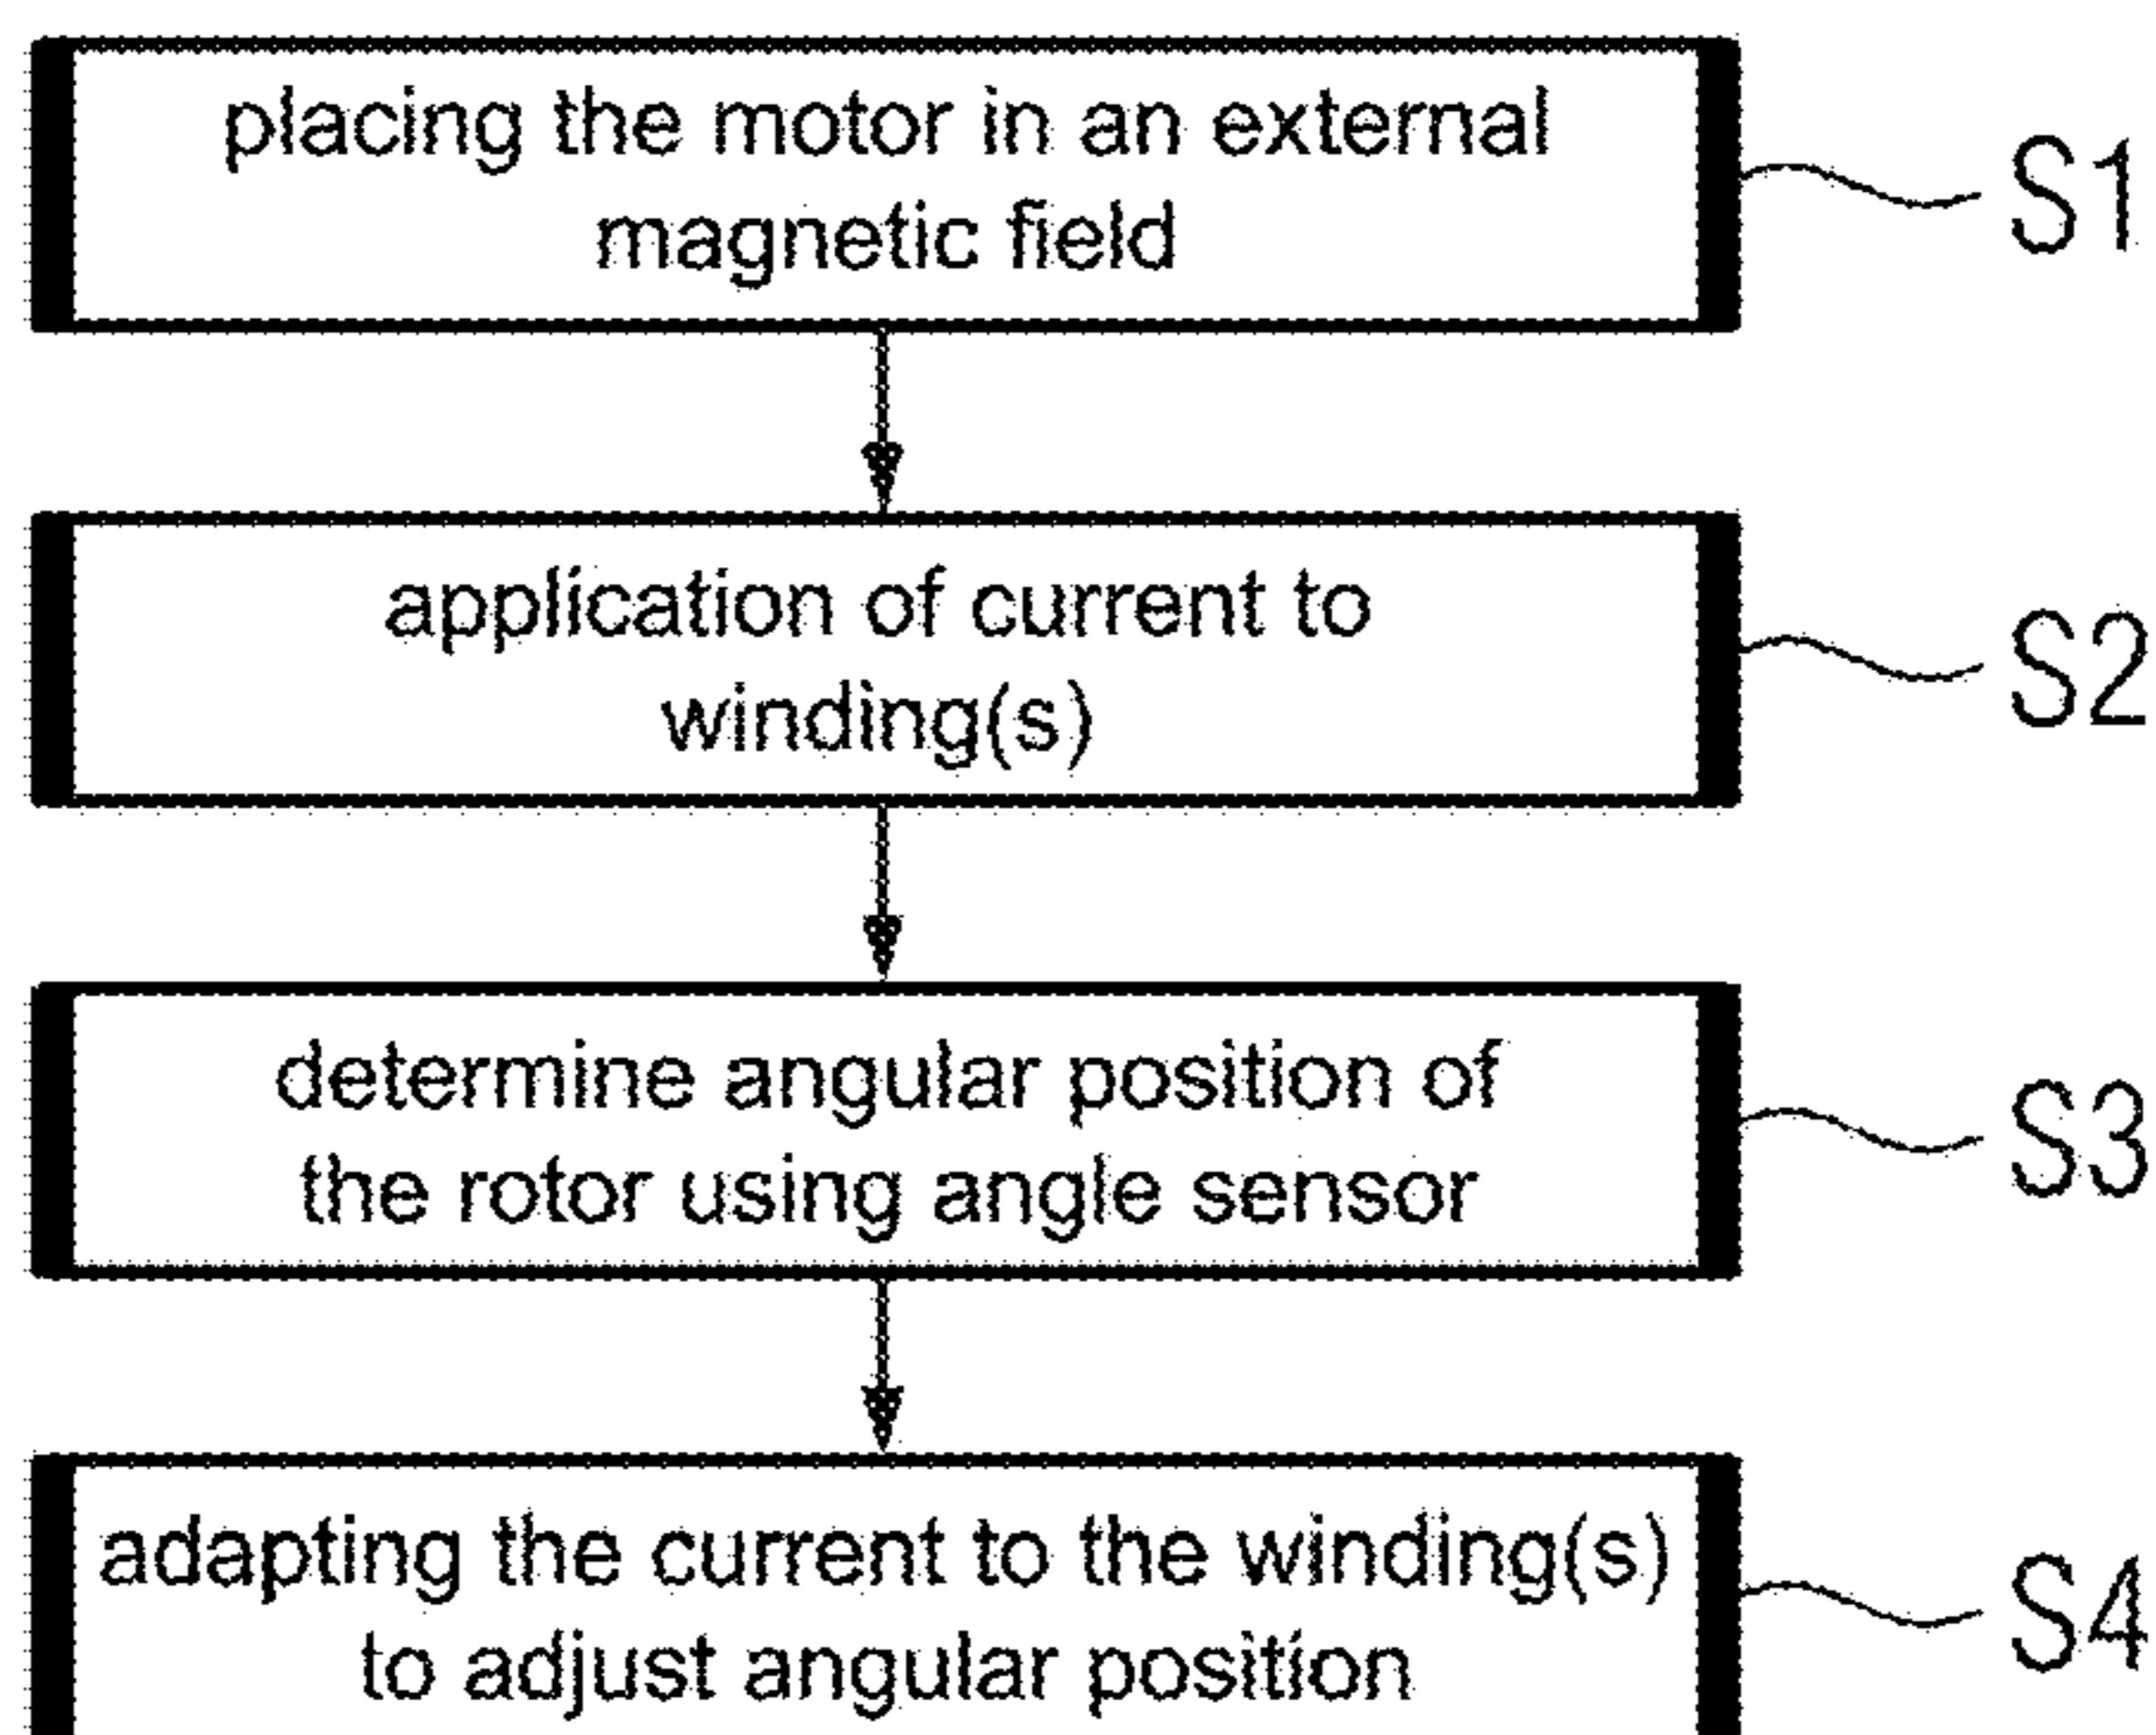 placing the motor in an external
magnetic field
S1
application of current to
winding(s)
S2
determine angular position of
the rotor using angle sensor
S3
adapting the current to the winding(s)
to adjust angular position
S4